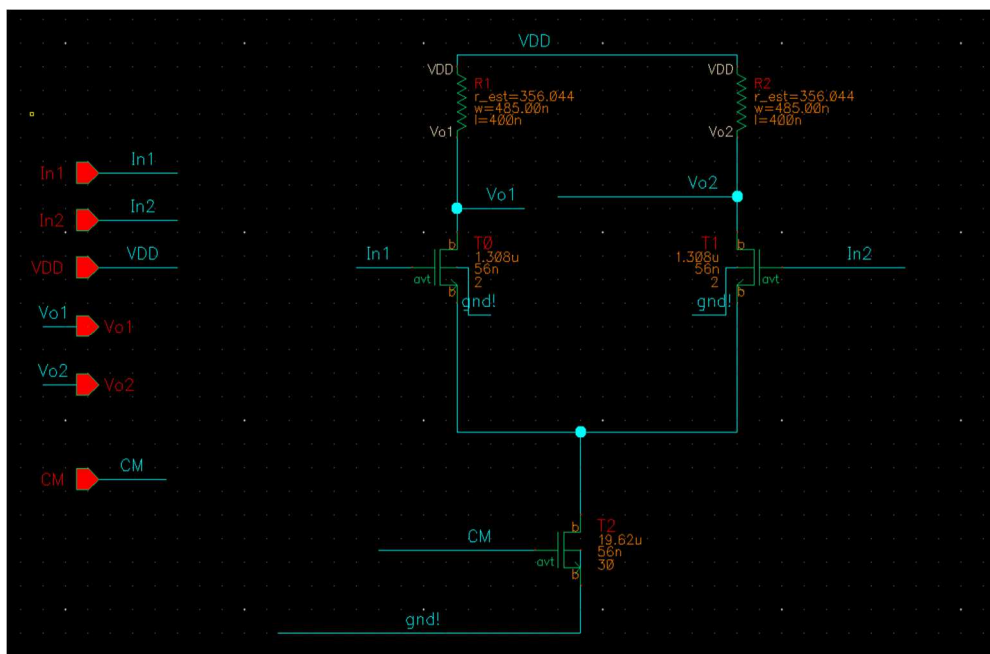 VDD
VDD
R1
r_est=356.044
w=485.00n
l=400n
Vo1
VDD
R2
r_est=356.044
w=485.00n
l=400n
Vo2
In1
In1
In2
In2
VDD
VDD
Vo1
Vo1
Vo2
Vo2
CM
CM
Vo1
Vo2
In1
b
T0
1.308u
56n
2
avt
b
gnd!
T1
b
1.308u
56n
2
avt
b
gnd!
In2
CM
b
T2
19.62u
56n
30
avt
b
gnd!